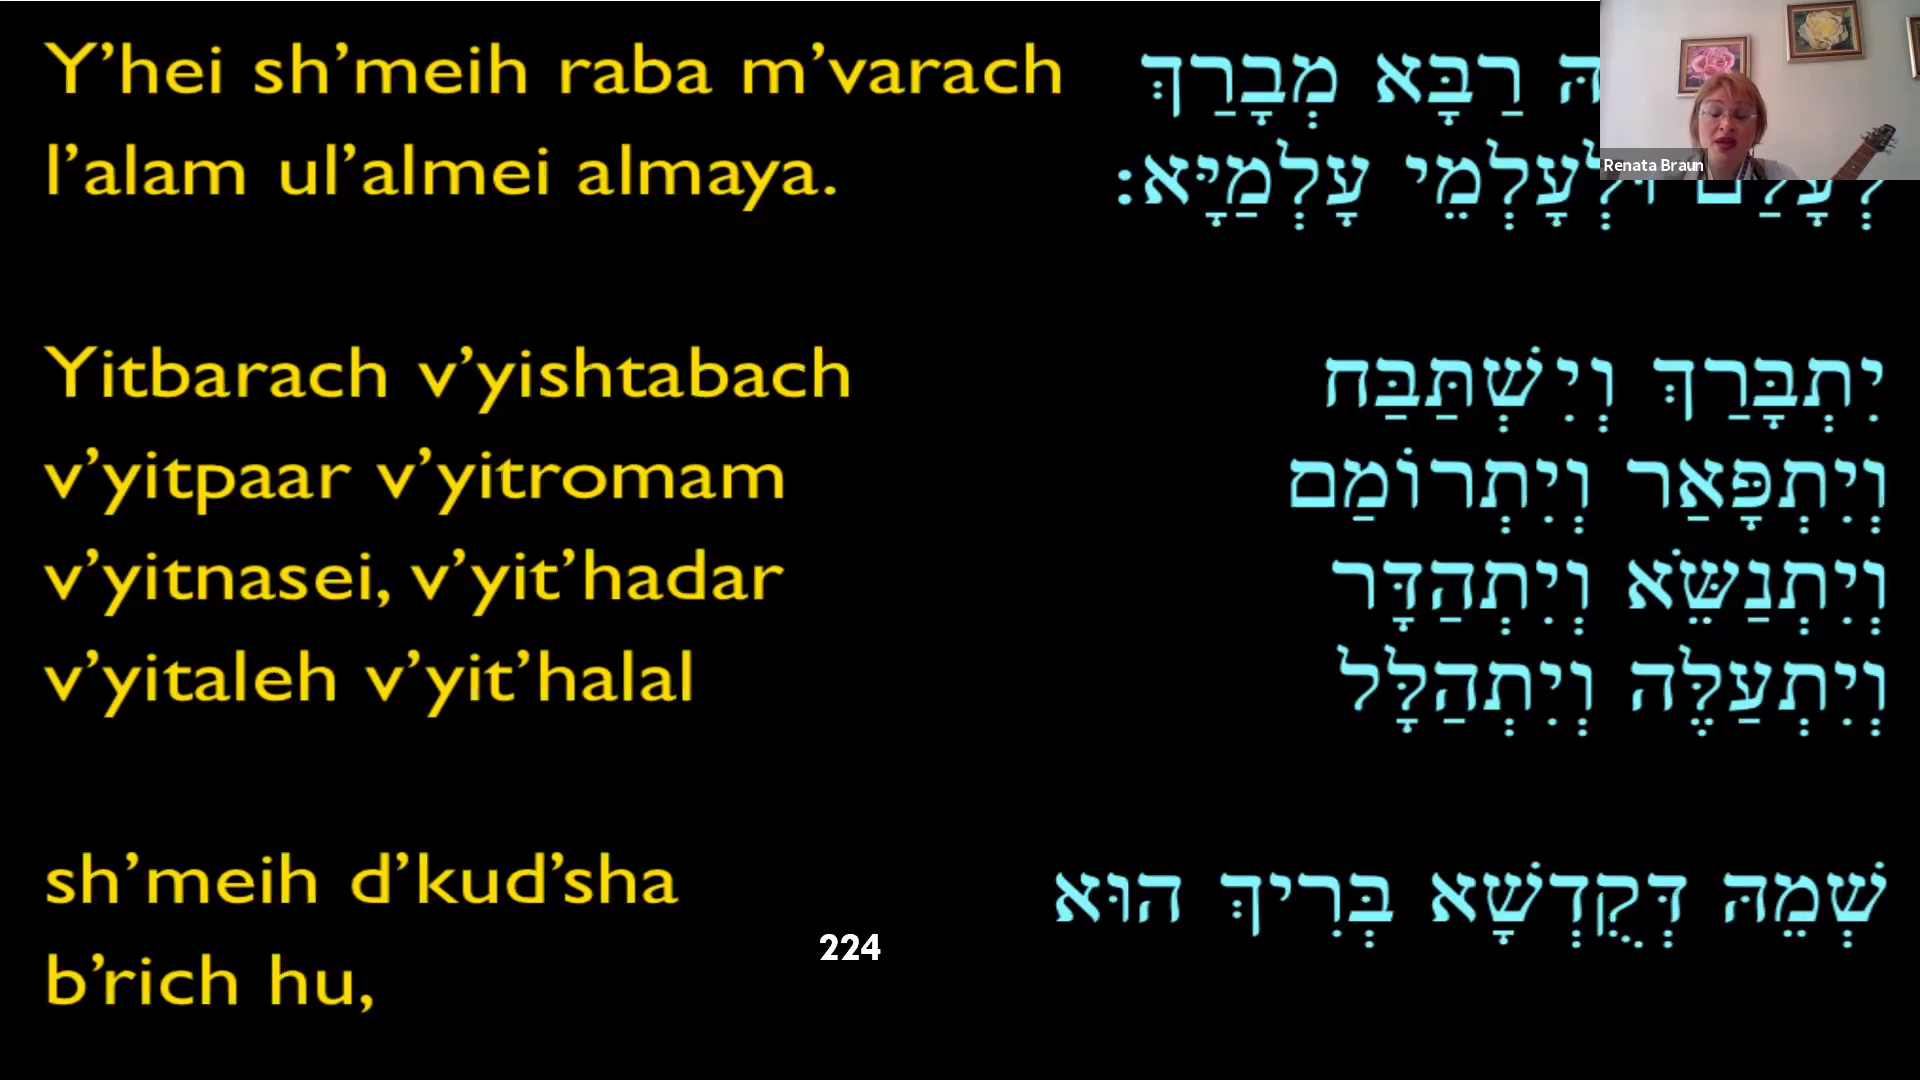 Y’hei sh’meih raba m’varach
l’alam ul’almei almaya.
Yitbarach v’yishtabach
v’yitpaar v’yitromam
v’yitnasei, v’yit’hadar
v’yitaleh v’yit’halal
sh’meih d’kud’sha
b’rich hu,
רַבָּא מְבָרַךְ
לְעָלַם וּלְעָלְמֵי עָלְמַיָּא:
יִתְבָּרַךְ וְיִשְׁתַּבַּח
וְיִתְפָּאַר וְיִתְרוֹמַם
וְיִתְנַשֵּׂא וְיִתְהַדָּר
וְיִתְעַלֶּה וְיִתְהַלָּל
שְׁמֵהּ דְּקֻדְשָׁא בְּרִיךְ הוּא
224
Renata Braun